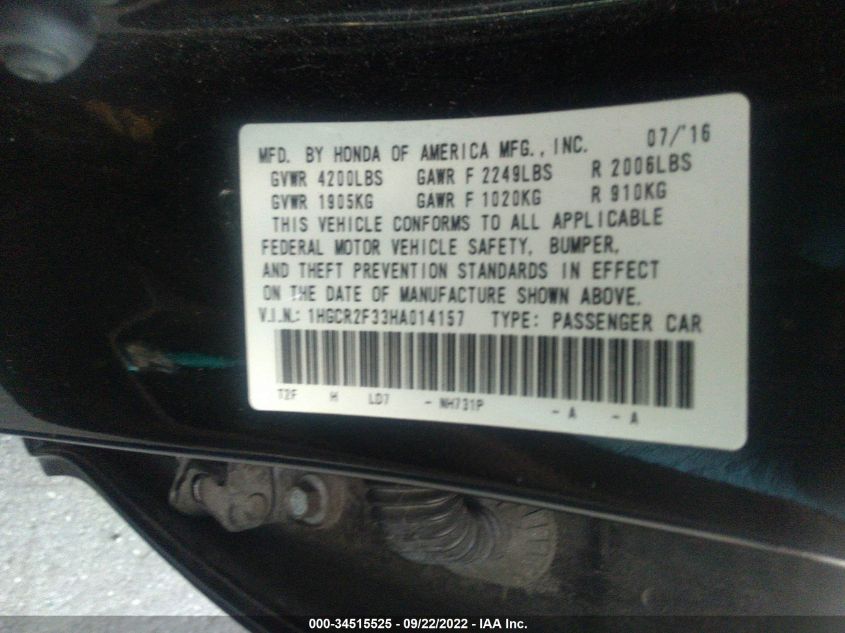 MFD. BY HONDA OF AMERICA MFG., INC. 07/'16
GVWR 4200LBS GAWR F 2249LBS R 2006LBS
GVWR 1905KG GAWR F 1020KG R 910KG
THIS VEHICLE CONFORMS TO ALL APPLICABLE
FEDERAL MOTOR VEHICLE SAFETY, BUMPER,
AND THEFT PREVENTION STANDARDS IN EFFECT
ON THE DATE OF MANUFACTURE SHOWN ABOVE.
V.I.N.: 1HGCR2F33HA014157 TYPE: PASSENGER CAR
T2F H LD7 - NH731P - A - A
000-34515525 - 09/22/2022 - IAA Inc.